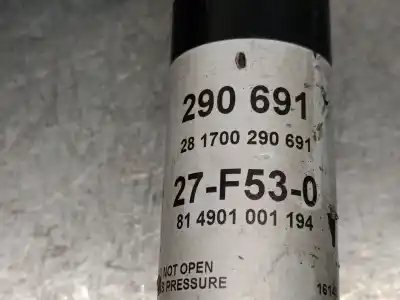 290 691
28 1700 290 691
27-F53-0
81 4901 001 194
NOT OPEN
PRESSURE
1614